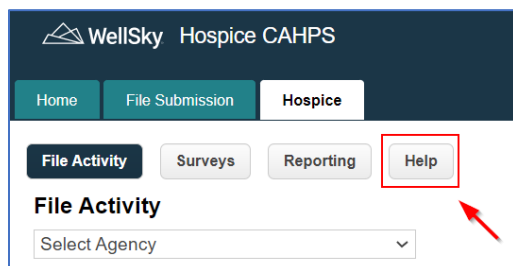 WellSky Hospice CAHPS
Home File Submission Hospice
File Activity Surveys Reporting Help
File Activity
Select Agency